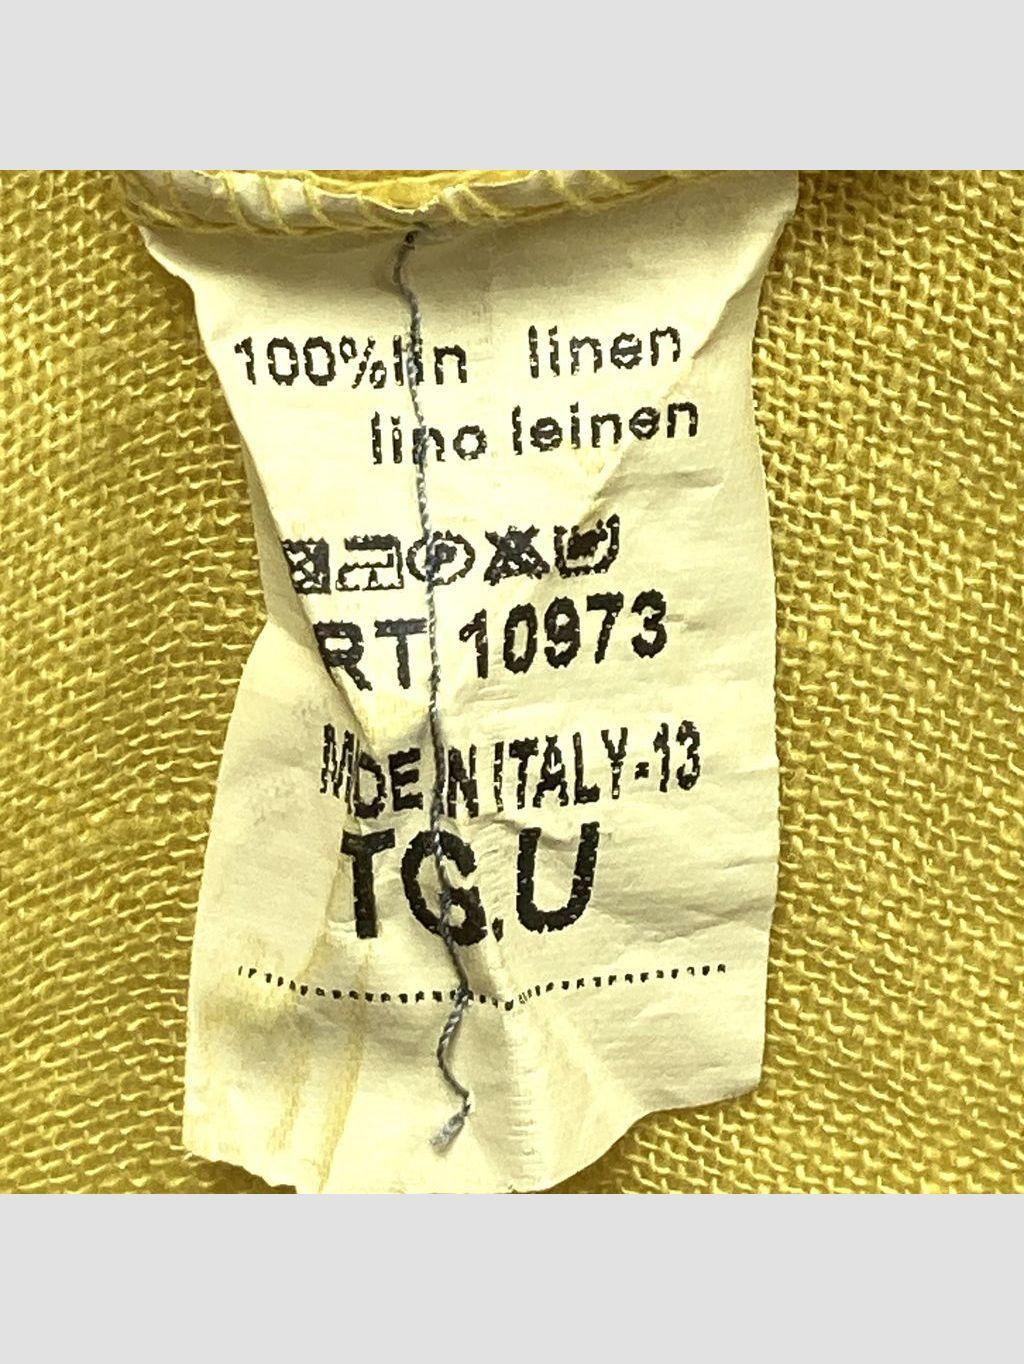 100% lin linen
lino leinen
RT 10973
MADE IN ITALY-13
TG.U